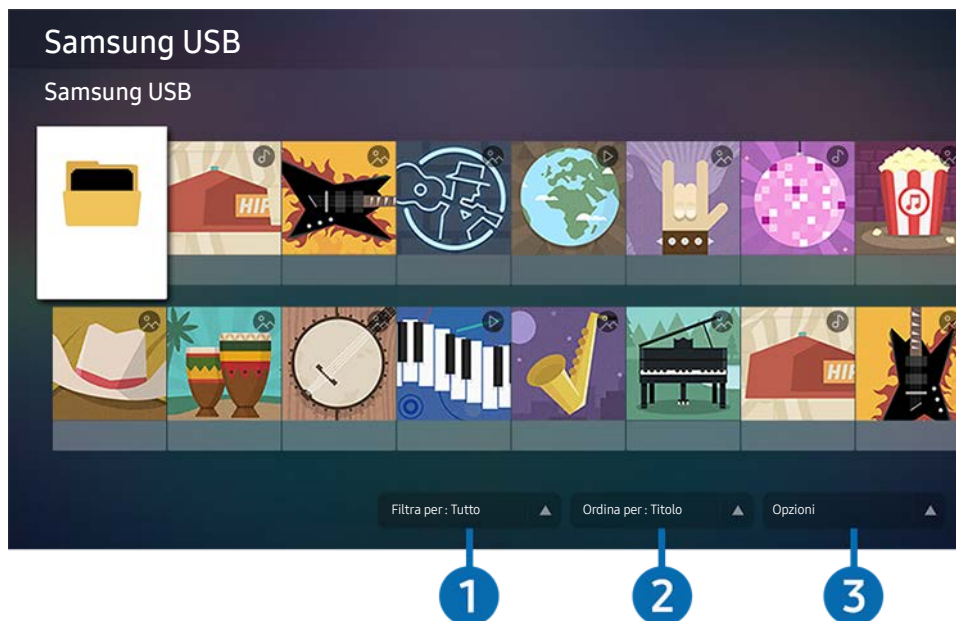 Samsung USB
Samsung USB
HIP
HIP
Filtra per : Tutto
Ordina per : Titolo
Opzioni
1
2
3